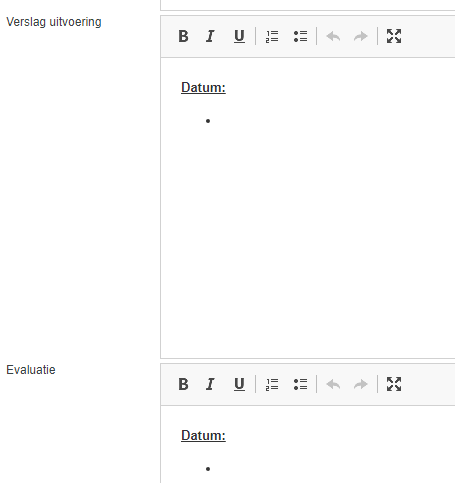 Verslag uitvoering
B I U
Datum:
•
Evaluatie
B I U
Datum:
•